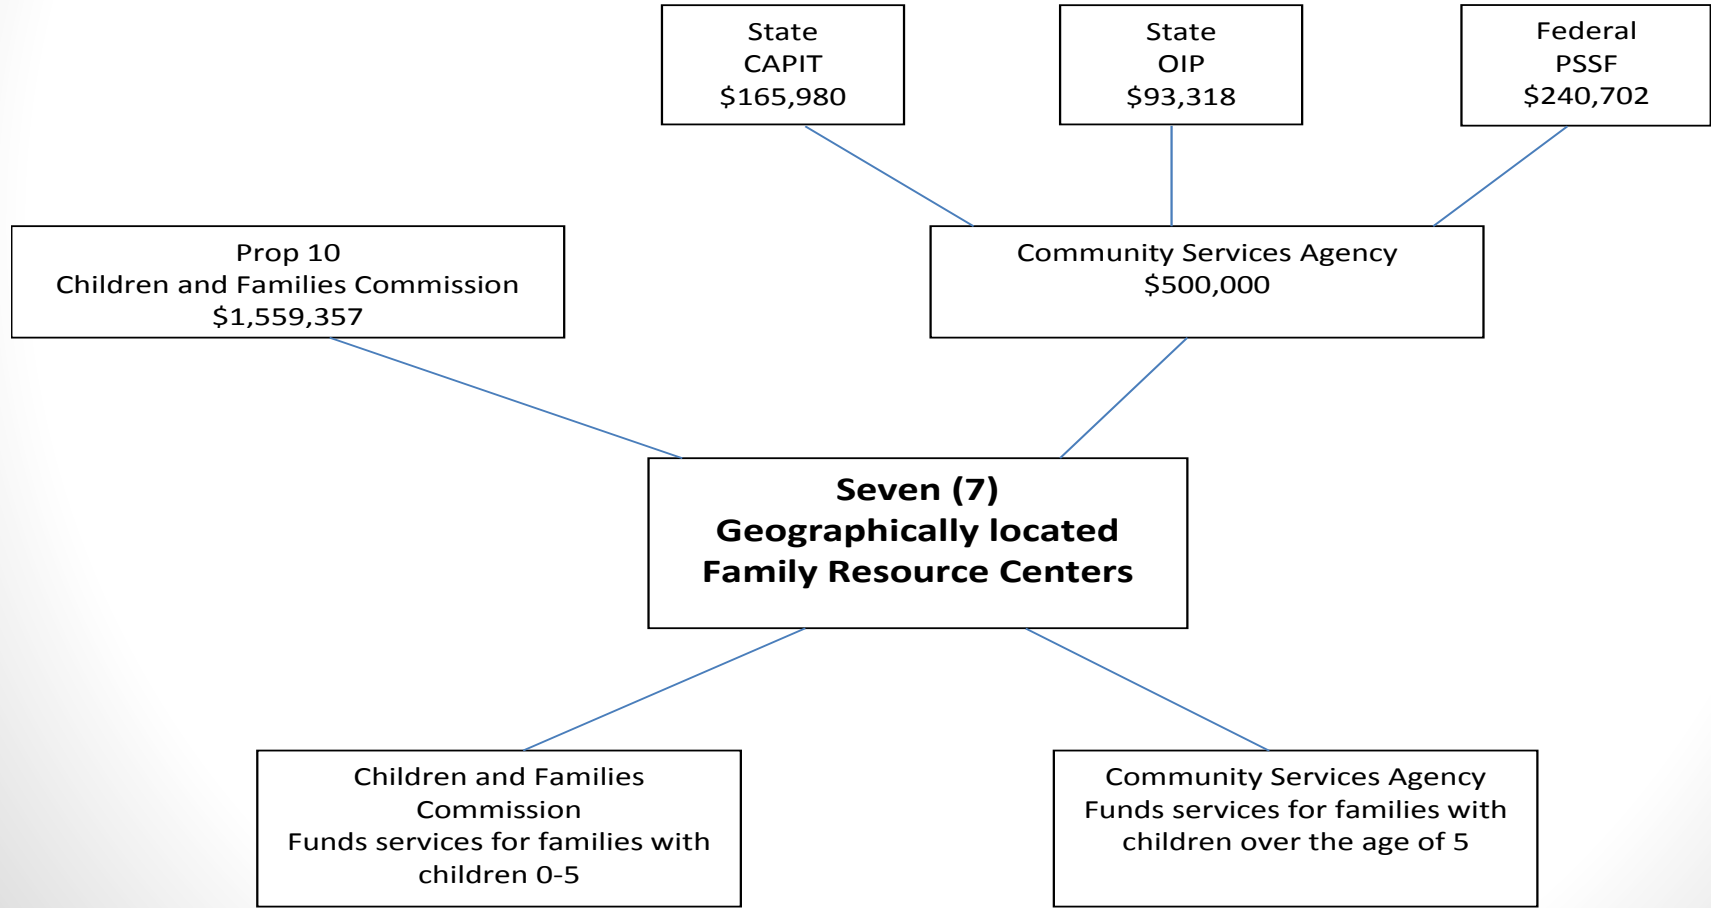 State
CAPIT
$165,980
State
OIP
$93,318
Federal
PSSF
$240,702
Prop 10
Children and Families Commission
$1,559,357
Community Services Agency
$500,000
Seven (7)
Geographically located
Family Resource Centers
Children and Families
Commission
Funds services for families with
children 0-5
Community Services Agency
Funds services for families with
children over the age of 5